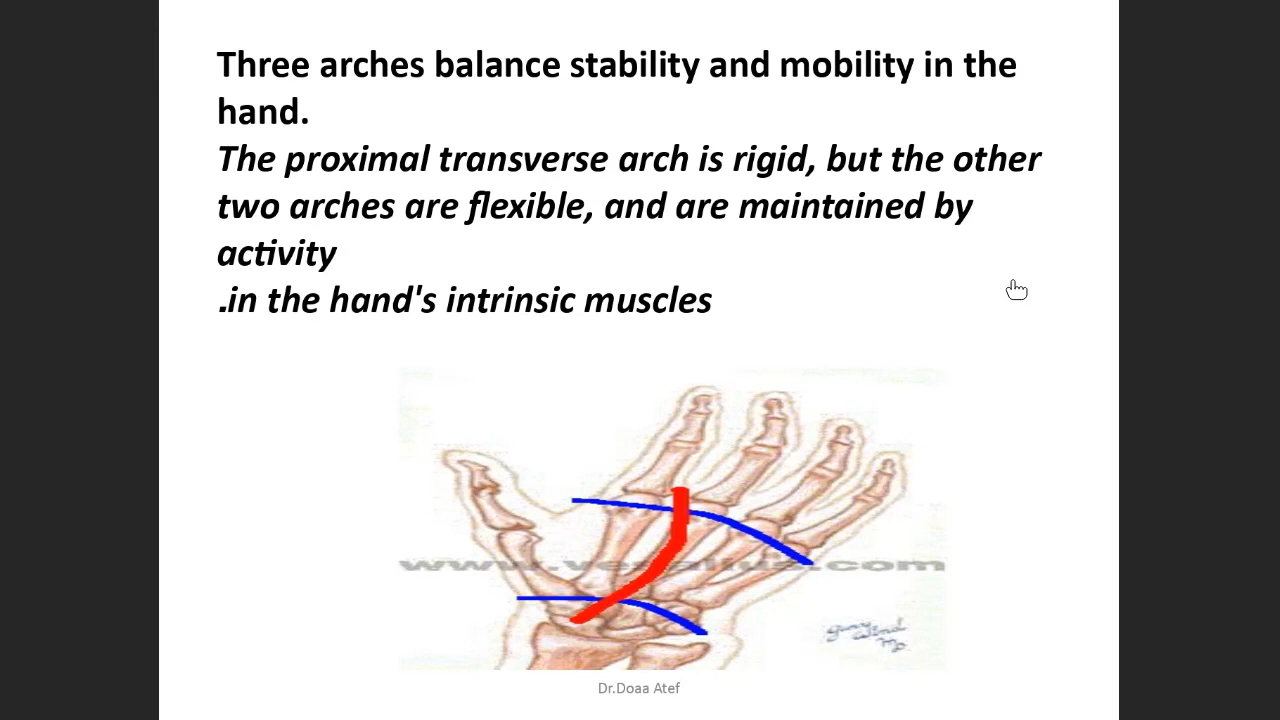 Three arches balance stability and mobility in the
hand.
The proximal transverse arch is rigid, but the other
two arches are flexible, and are maintained by
activity
.in the hand's intrinsic muscles
Dr.Doaa Atef